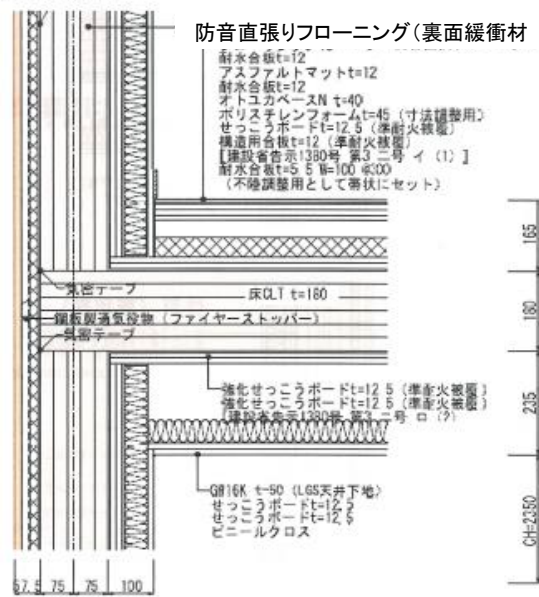 防音直張りフローニング(裏面緩衝材
耐水合板t=12
アスファルトマットt=12
耐水合板t=12
オトユカベースN t=40
ポリスチレンフォームt=45 (寸法調整用)
せっこうボードt=12.5 (準耐火被覆)
構造用合板t=12 (準耐火被覆)
[建設省告示1380号 第3 二号 イ (1) ]
耐水合板t=5.5 W=100 @300
(不陸調整用として帯状にセット)
165
気密テープ
床CLT t=180
180
鋼板製通気役物 (ファイヤーストッパー)
気密テープ
強化せっこうボードt=12.5 (準耐火被覆)
強化せっこうボードt=12.5 (準耐火被覆)
[建設省告示1380号 第3 二号 ロ (2)
235
GW16K t=50 (LGS天井下地)
せっこうボードt=12.5
せっこうボードt=12.5
ビニールクロス
CH=2350
57.5 75 75 100